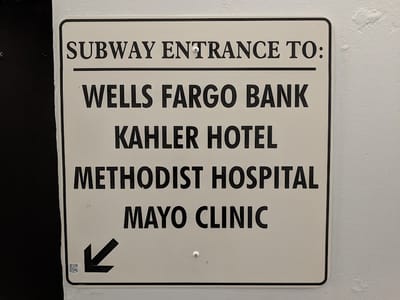 SUBWAY ENTRANCE TO:
WELLS FARGO BANK
KAHLER HOTEL
METHODIST HOSPITAL
MAYO CLINIC